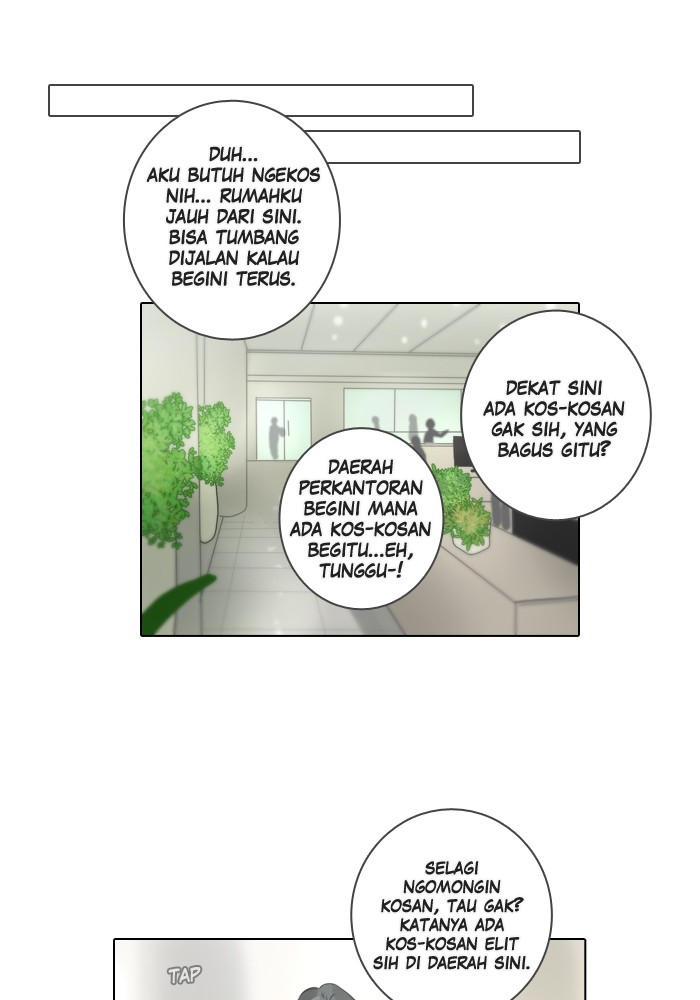 DUH...
AKU BUTUH NGEKOS
NIH... RUMAHKU
JAUH DARI SINI.
BISA TUMBANG
DIJALAN KALAU
BEGINI TERUS.
DEKAT SINI
ADA KOS-KOSAN
GAK SIH, YANG
BAGUS GITU?
DAERAH
PERKANTORAN
BEGINI MANA
ADA KOS-KOSAN
BEGITU...EH,
TUNGGU-!
SELAGI
NGOMONGIN
KOSAN, TAU GAK?
KATANYA ADA
KOS-KOSAN ELIT
SIH DI DAERAH SINI.
TAP